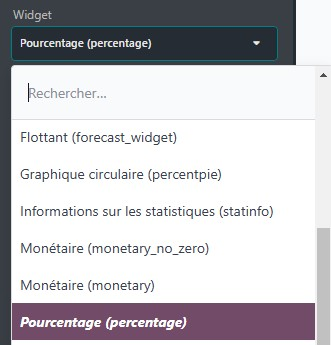 Widget
Pourcentage (percentage)
Rechercher...
Flottant (forecast_widget)
Graphique circulaire (percentpie)
Informations sur les statistiques (statinfo)
Monétaire (monetary_no_zero)
Monétaire (monetary)
Pourcentage (percentage)